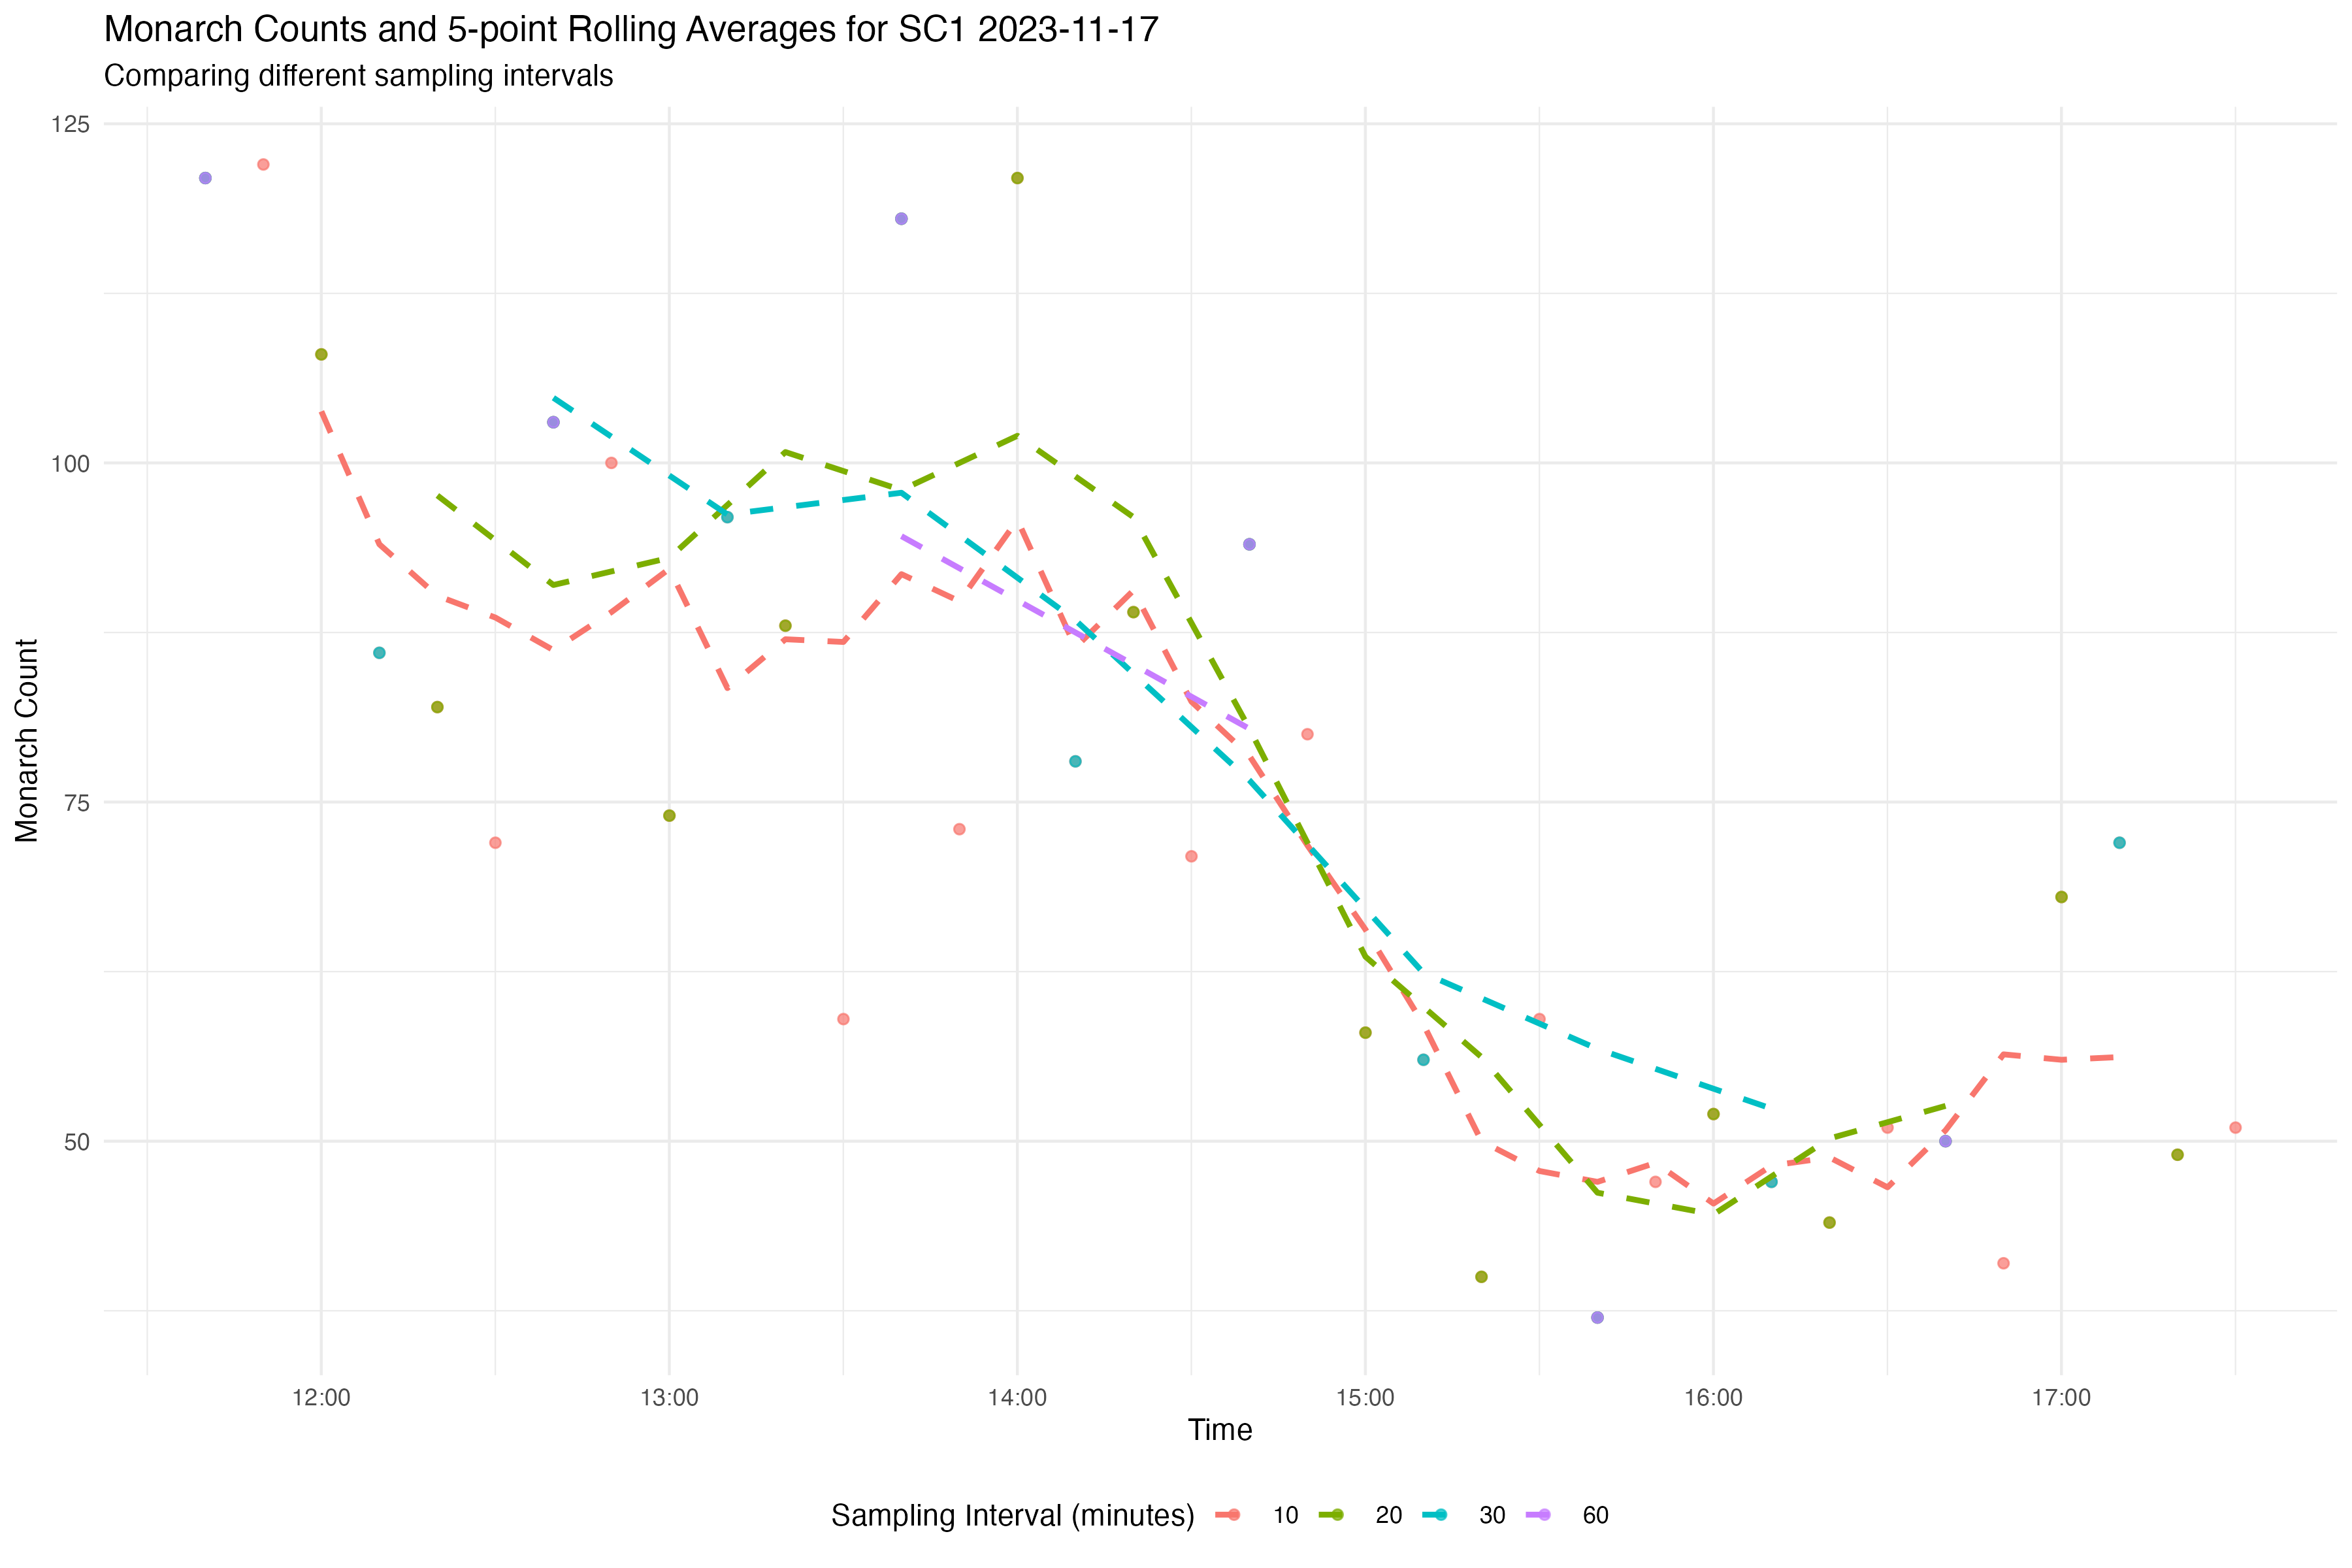 Monarch Counts and 5-point Rolling Averages for SC1 2023-11-17
Comparing different sampling intervals
125
100
75
50
Monarch Count
12:00 13:00 14:00 15:00 16:00 17:00
Time
Sampling Interval (minutes) 10 20 30 60